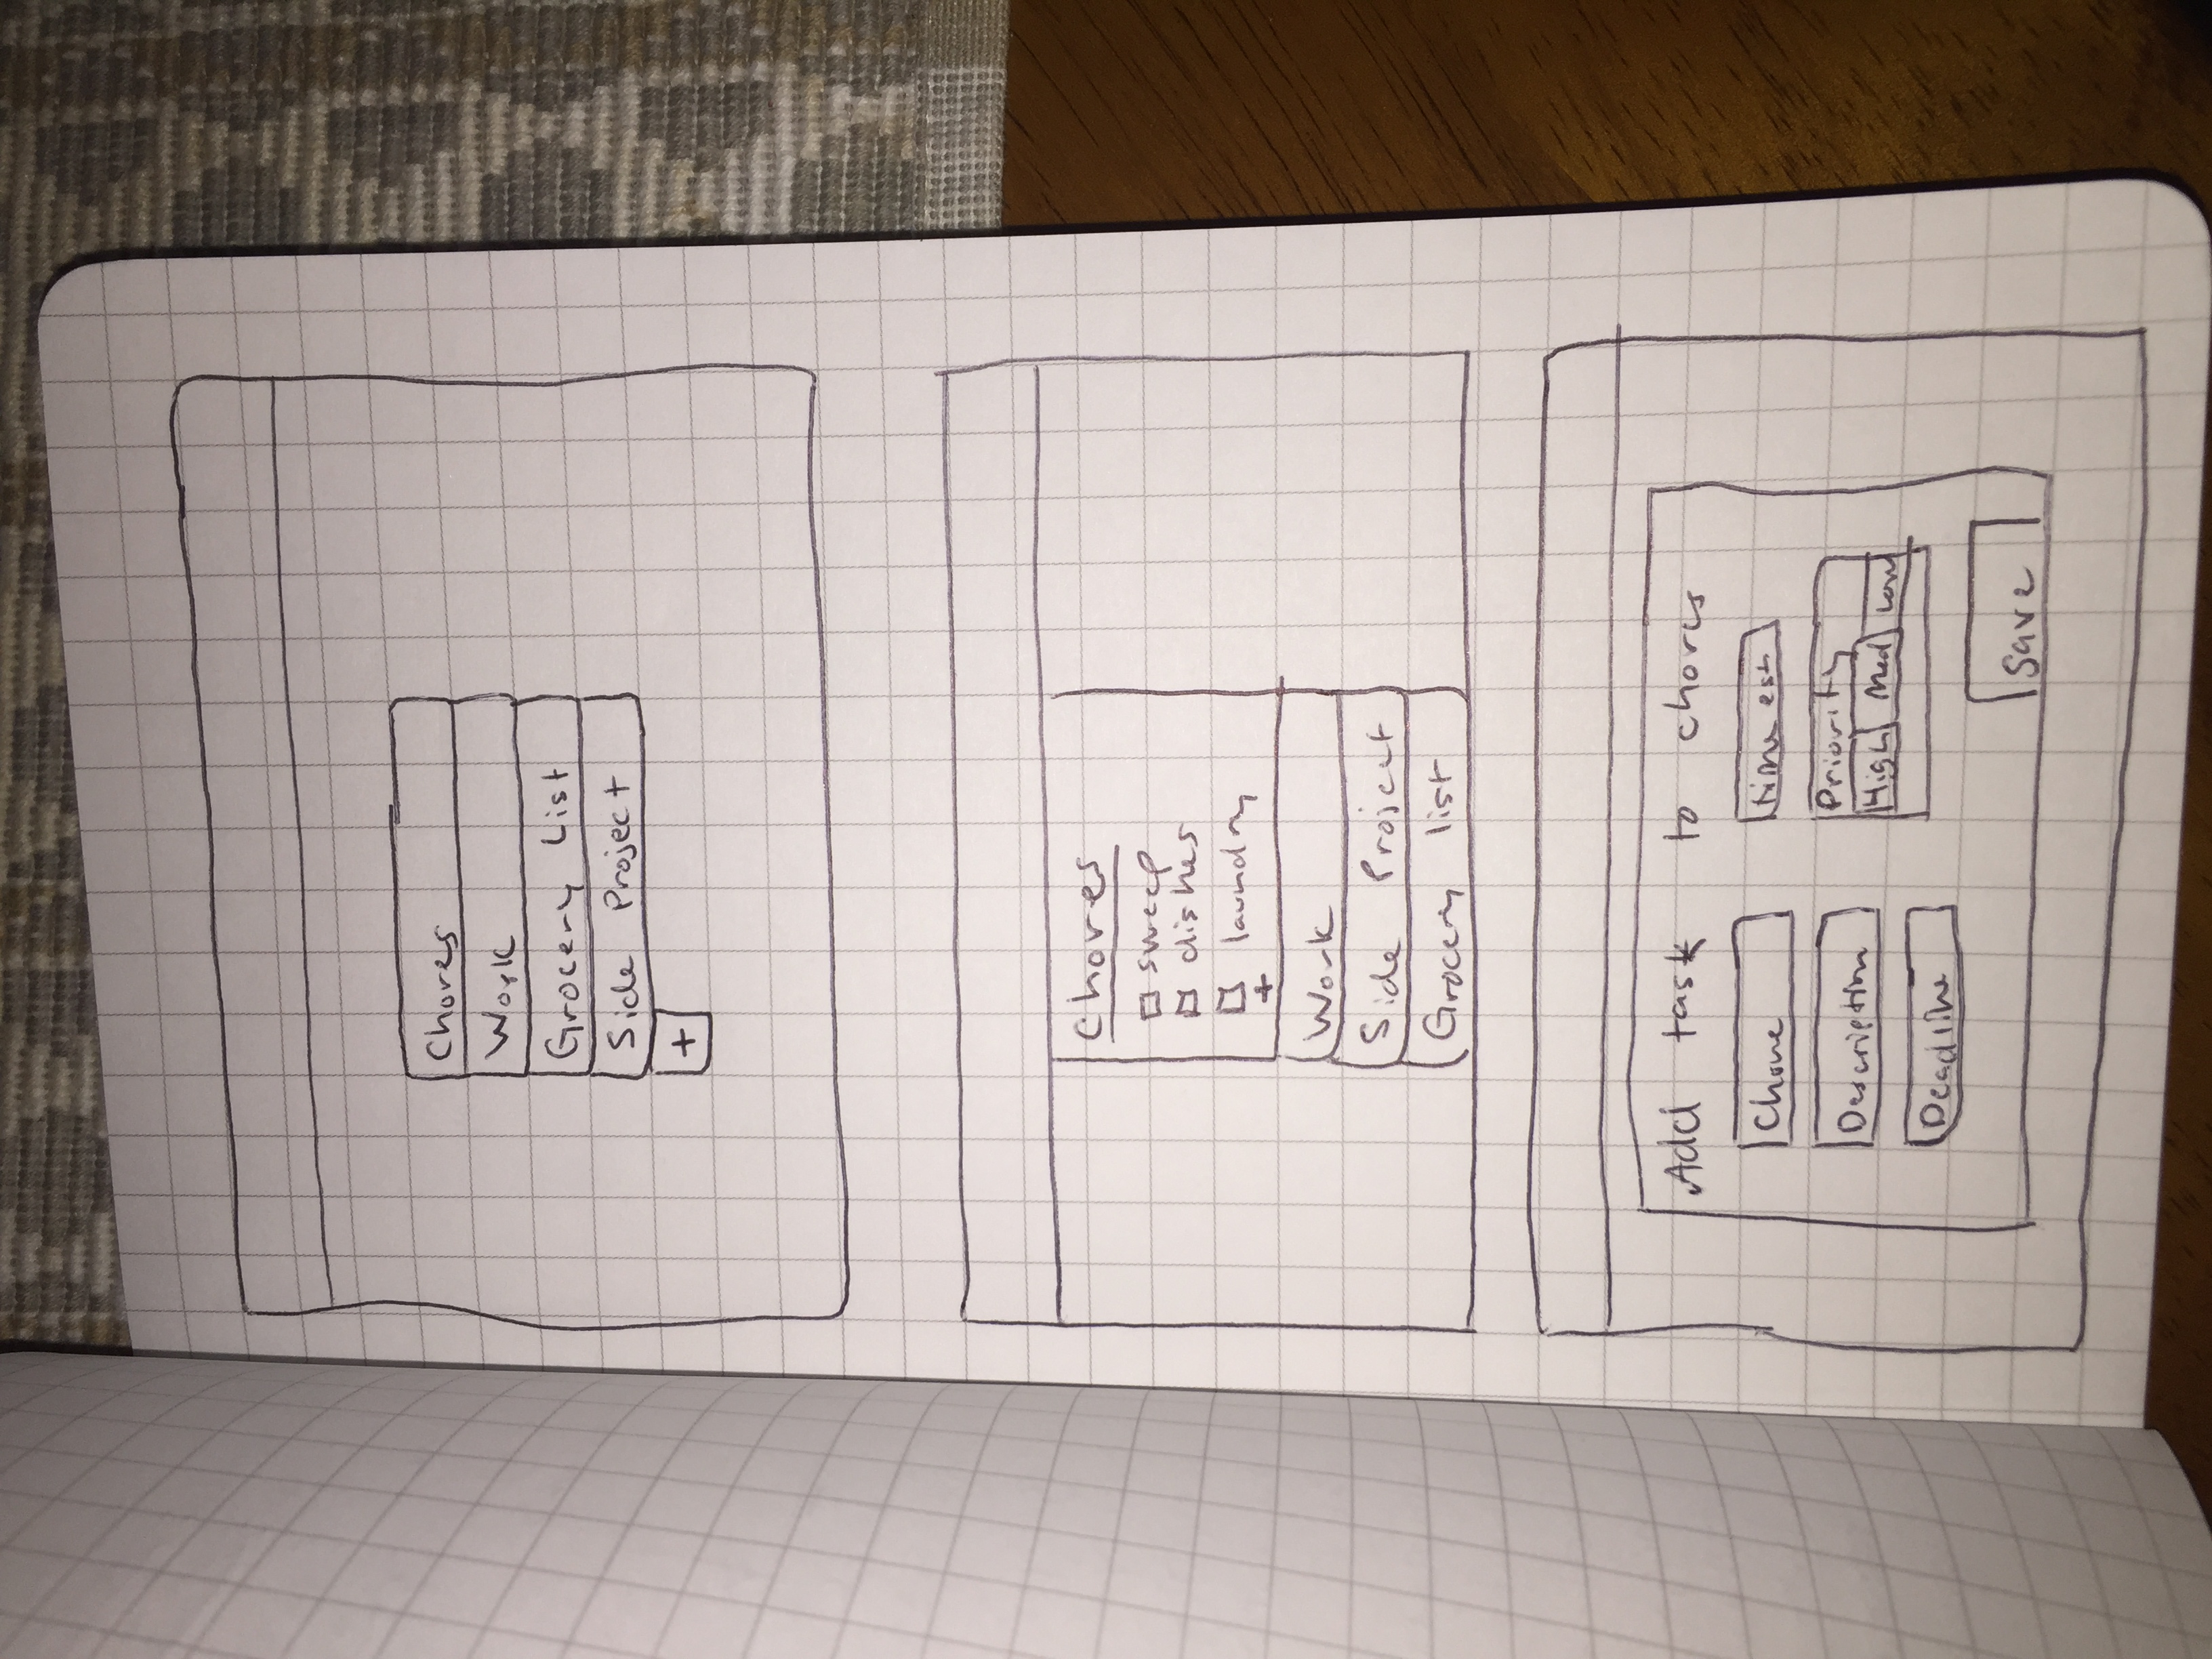 Chores
Work
Grocery List
Side Project
+
Chores
sweep
dishes
laundry
+
Work
Side Project
Grocery list
Add task to chores
Chore
time est
Description
Priority
High Med Low
Deadline
Save